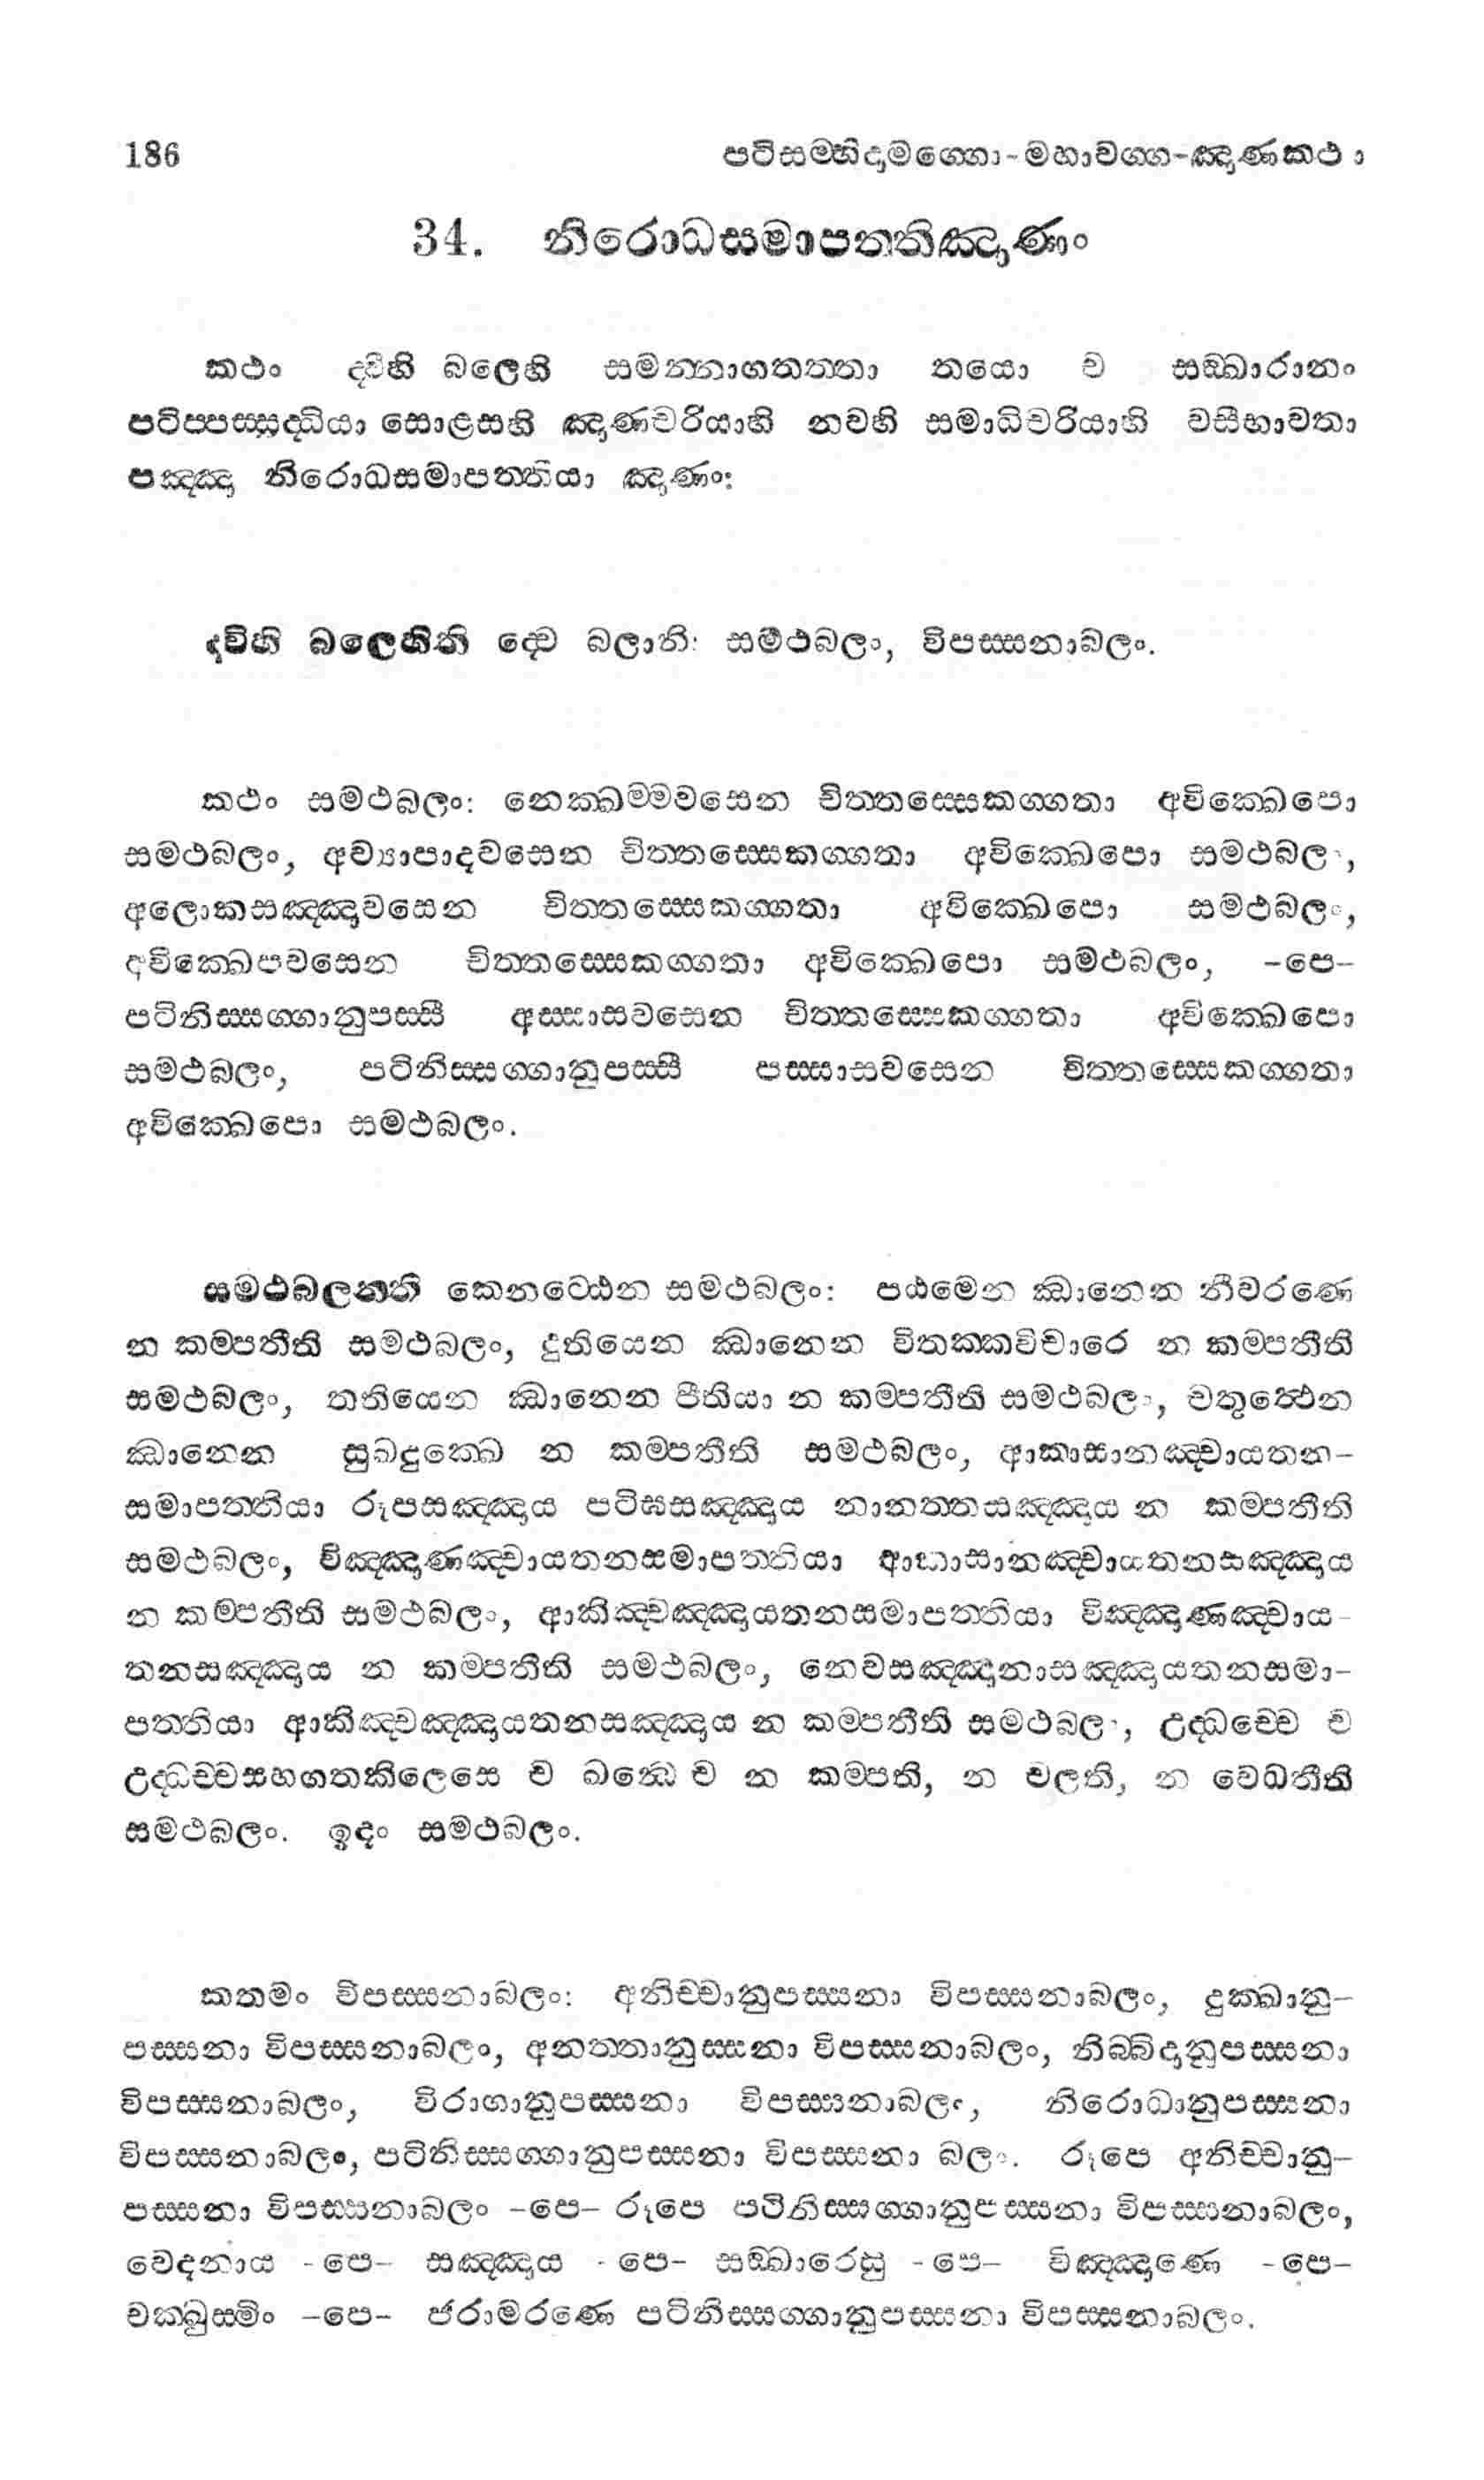 186 පටිසම්භිදාමග්ගො-මහාවග්ග-ඤාණකථා
34. නිරොධසමාපත්තිඤාණං
කථං ද්වීහි බලෙහි සමන්නාගතත්තා තයො ච සඞ්ඛාරානං
පටිප්පස්සද්ධියා සොළසහි ඤාණචරියාහි නවහි සමාධිචරියාහි වසීභාවතා
පඤ්ඤා නිරොධසමාපත්තියා ඤාණං:
ද්වීහි බලෙහීති ද්වෙ බලානි: සමථබලං, විපස්සනාබලං.
කථං සමථබලං: නෙක්ඛම්මවසෙන චිත්තස්සෙකග්ගතා අවික්ඛෙපො
සමථබලං, අව්‍යාපාදවසෙන චිත්තස්සෙකග්ගතා අවික්ඛෙපො සමථබලං,
අලොකසඤ්ඤාවසෙන චිත්තස්සෙකග්ගතා අවික්ඛෙපො සමථබලං,
අවික්ඛෙපවසෙන චිත්තස්සෙකග්ගතා අවික්ඛෙපො සමථබලං, -පෙ-
පටිනිස්සග්ගානුපස්සී අස්සාසවසෙන චිත්තස්සෙකග්ගතා අවික්ඛෙපො
සමථබලං, පටිනිස්සග්ගානුපස්සී පස්සාසවසෙන චිත්තස්සෙකග්ගතා
අවික්ඛෙපො සමථබලං.
සමථබලන්ති කෙනට්ඨෙන සමථබලං: පඨමෙන ඣානෙන නීවරණෙ
න කම්පතීති සමථබලං, දුතියෙන ඣානෙන විතක්කවිචාරෙ න කම්පතීති
සමථබලං, තතියෙන ඣානෙන පීතියා න කම්පතීති සමථබලං, චතුත්ථෙන
ඣානෙන සුඛදුක්ඛෙ න කම්පතීති සමථබලං, ආකාසානඤ්චායතන-
සමාපත්තියා රූපසඤ්ඤාය පටිඝසඤ්ඤාය නානත්තසඤ්ඤාය න කම්පතීති
සමථබලං, විඤ්ඤාණඤ්චායතනසමාපත්තියා ආකාසානඤ්චායතනසඤ්ඤාය
න කම්පතීති සමථබලං, ආකිඤ්චඤ්ඤායතනසමාපත්තියා විඤ්ඤාණඤ්චාය-
තනසඤ්ඤාය න කම්පතීති සමථබලං, නෙවසඤ්ඤානාසඤ්ඤායතනසමා-
පත්තියා ආකිඤ්චඤ්ඤායතනසඤ්ඤාය න කම්පතීති සමථබලං, උද්ධච්චෙ ච
උද්ධච්චසහගතකිලෙසෙ ච ඛන්ධෙ ච න කම්පති, න චලති, න වෙධතීති
සමථබලං. ඉදං සමථබලං.
කතමං විපස්සනාබලං: අනිච්චානුපස්සනා විපස්සනාබලං, දුක්ඛානු-
පස්සනා විපස්සනාබලං, අනත්තානුස්සනා විපස්සනාබලං, නිබ්බිදානුපස්සනා
විපස්සනාබලං, විරාගානුපස්සනා විපස්සනාබලං, නිරොධානුපස්සනා
විපස්සනාබලං, පටිනිස්සග්ගානුපස්සනා විපස්සනා බලං. රූපෙ අනිච්චානු-
පස්සනා විපස්සනාබලං -පෙ- රූපෙ පටිනිස්සග්ගානුපස්සනා විපස්සනාබලං,
වෙදනාය -පෙ- සඤ්ඤාය -පෙ- සඞ්ඛාරෙසු -පෙ- විඤ්ඤාණෙ -පෙ-
චක්ඛුස්මිං -පෙ- ජරාමරණෙ පටිනිස්සග්ගානුපස්සනා විපස්සනාබලං.